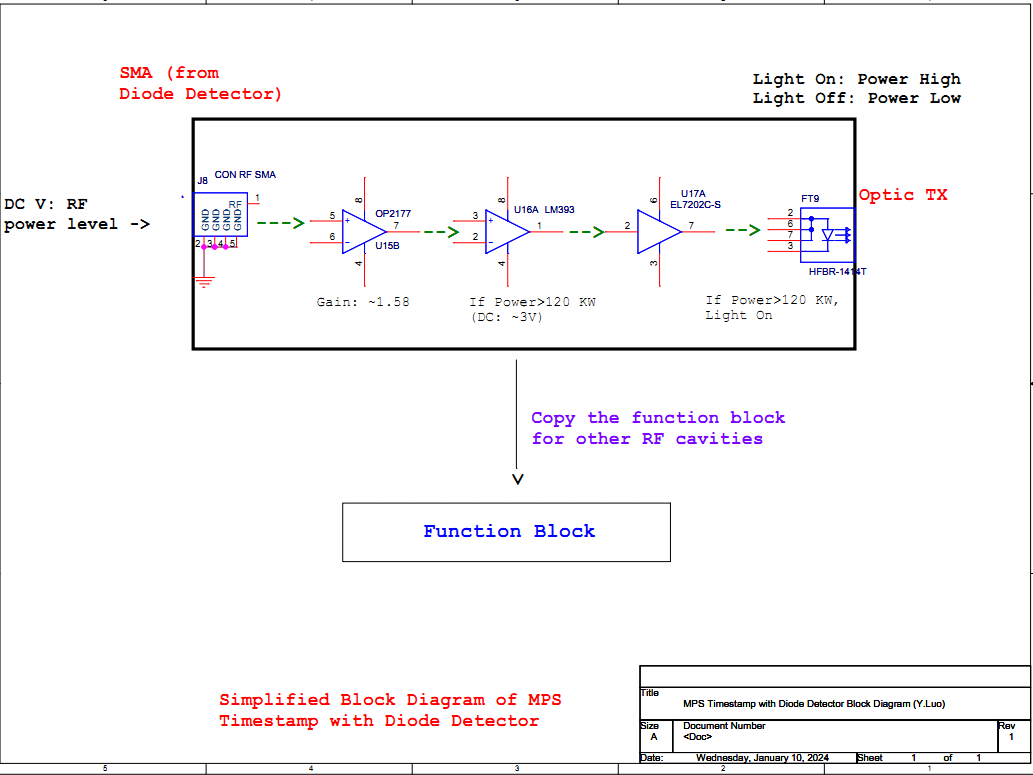 SMA (from
Diode Detector)
Light On: Power High
Light Off: Power Low
DC V: RF
power level ->
J8
CON RF SMA
RF
1
GND
GND
GND
GND
2
3
4
5
8
5
+
6
-
7
4
OP2177
U15B
Gain: ~1.58
8
3
+
2
-
1
4
U16A LM393
If Power>120 KW
(DC: ~3V)
6
2
7
3
U17A
EL7202C-S
If Power>120 KW,
Light On
FT9
2
6
7
3
HFBR-1414T
Optic TX
Copy the function block
for other RF cavities
Function Block
Simplified Block Diagram of MPS
Timestamp with Diode Detector
Title
MPS Timestamp with Diode Detector Block Diagram (Y.Luo)
Size
A
Document Number
<Doc>
Rev
1
Date:
Wednesday, January 10, 2024
Sheet
1
of
1
5
4
3
2
1